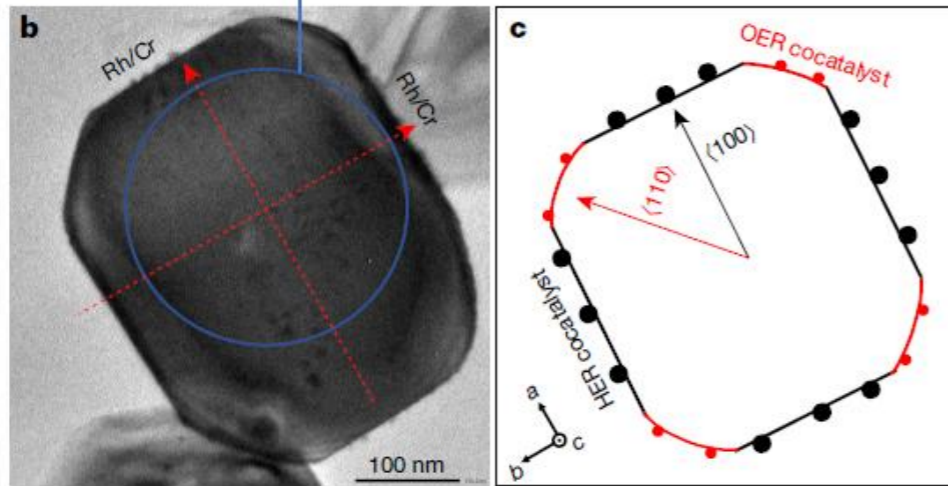 b
Rh/Cr
Rh/Cr
100 nm
c
OER cocatalyst
⟨100⟩
⟨110⟩
HER cocatalyst
a
b
c